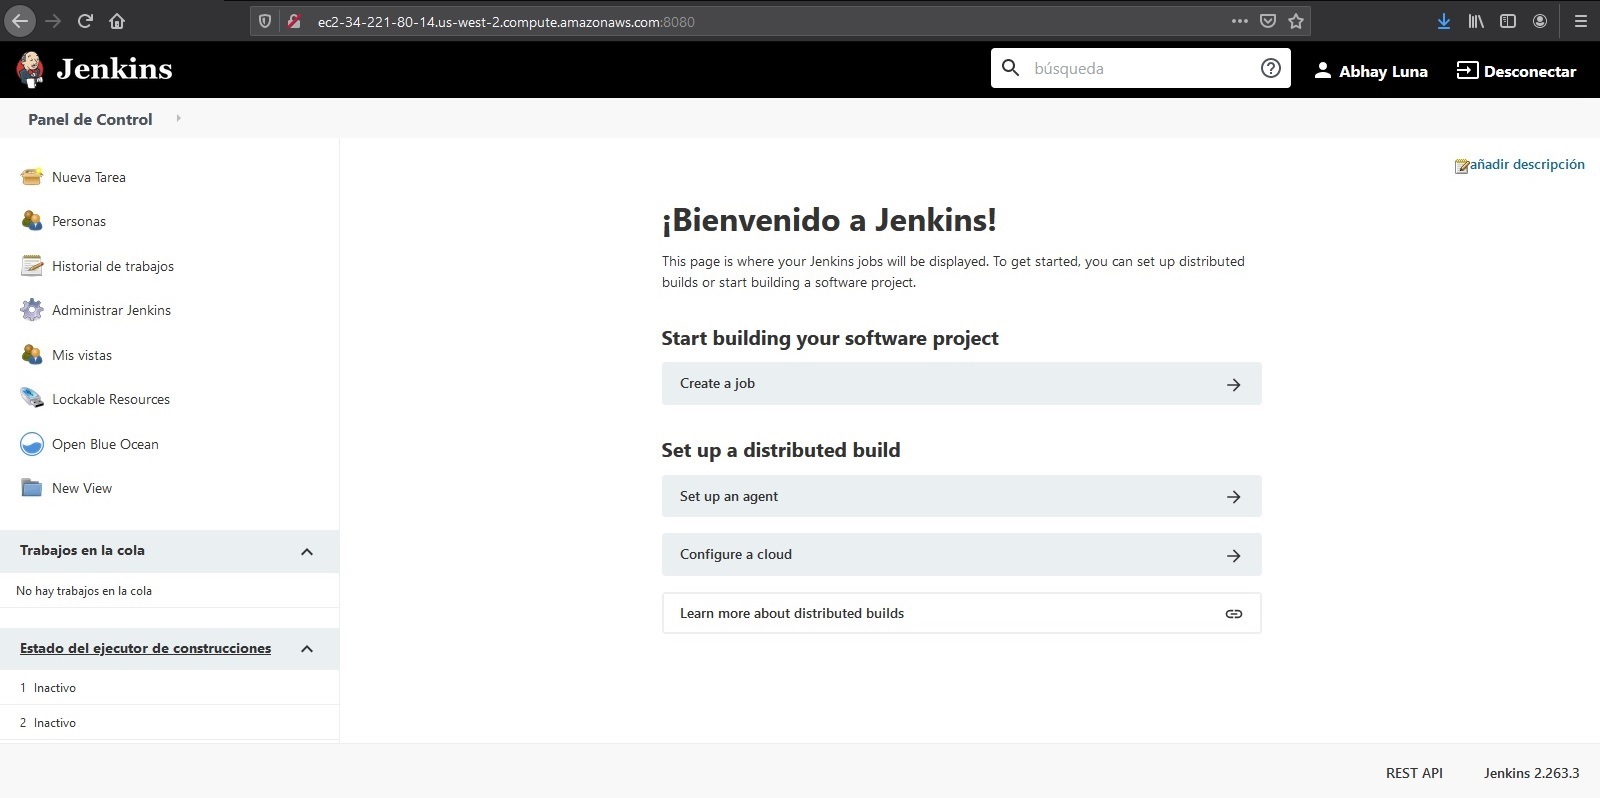 ec2-34-221-80-14.us-west-2.compute.amazonaws.com:8080
Jenkins
búsqueda
Abhay Luna
Desconectar
Panel de Control
Nueva Tarea
Personas
Historial de trabajos
Administrar Jenkins
Mis vistas
Lockable Resources
Open Blue Ocean
New View
Trabajos en la cola
No hay trabajos en la cola
Estado del ejecutor de construcciones
1 Inactivo
2 Inactivo
añadir descripción
¡Bienvenido a Jenkins!
This page is where your Jenkins jobs will be displayed. To get started, you can set up distributed
builds or start building a software project.
Start building your software project
Create a job
Set up a distributed build
Set up an agent
Configure a cloud
Learn more about distributed builds
REST API
Jenkins 2.263.3